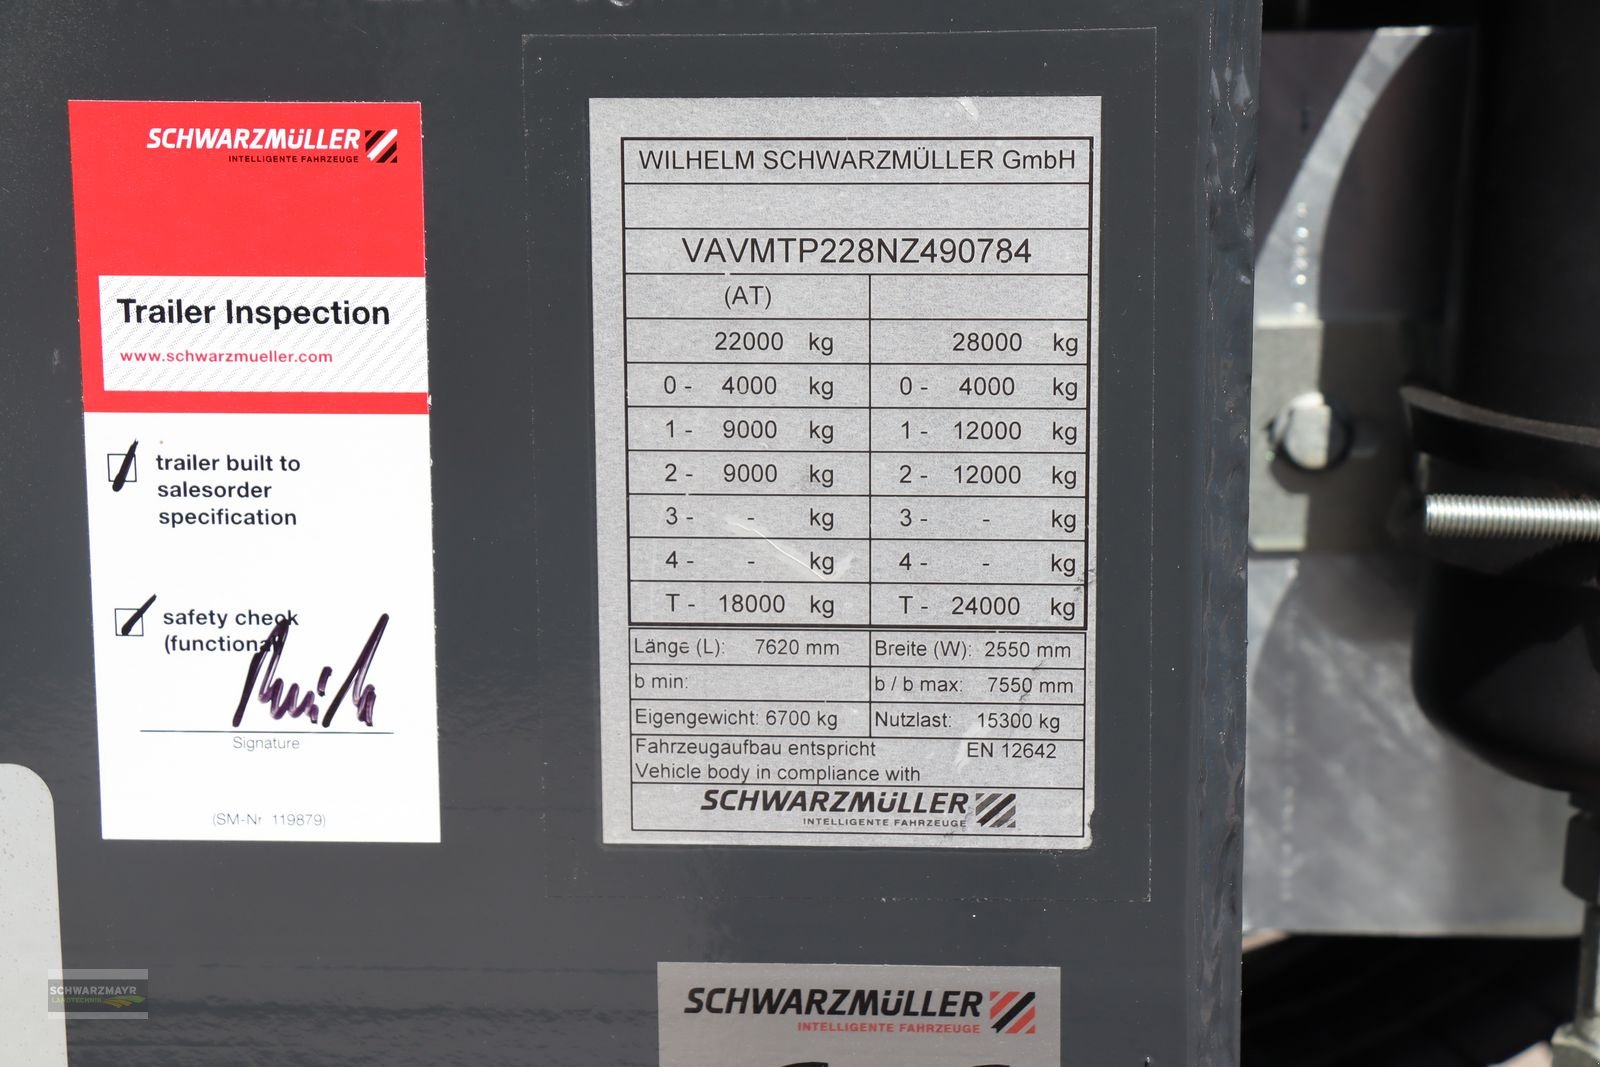 SCHWARZMÜLLER
INTELLIGENTE FAHRZEUGE
Trailer Inspection
www.schwarzmueller.com
trailer built to
salesorder
specification
safety check
(functional
Signature
(SM-Nr. 119879)
WILHELM SCHWARZMÜLLER GmbH
VAVMTP228NZ490784
(AT)
22000 kg 28000 kg
0 - 4000 kg 0 - 4000 kg
1 - 9000 kg 1 - 12000 kg
2 - 9000 kg 2 - 12000 kg
3 - - kg 3 - - kg
4 - - kg 4 - - kg
T - 18000 kg T - 24000 kg
Länge (L): 7620 mm Breite (W): 2550 mm
b min: b / b max: 7550 mm
Eigengewicht: 6700 kg Nutzlast: 15300 kg
Fahrzeugaufbau entspricht EN 12642
Vehicle body in compliance with
SCHWARZMÜLLER
INTELLIGENTE FAHRZEUGE
SCHWARZMÜLLER
INTELLIGENTE FAHRZEUGE
SCHWARZMAYR
LANDTECHNIK